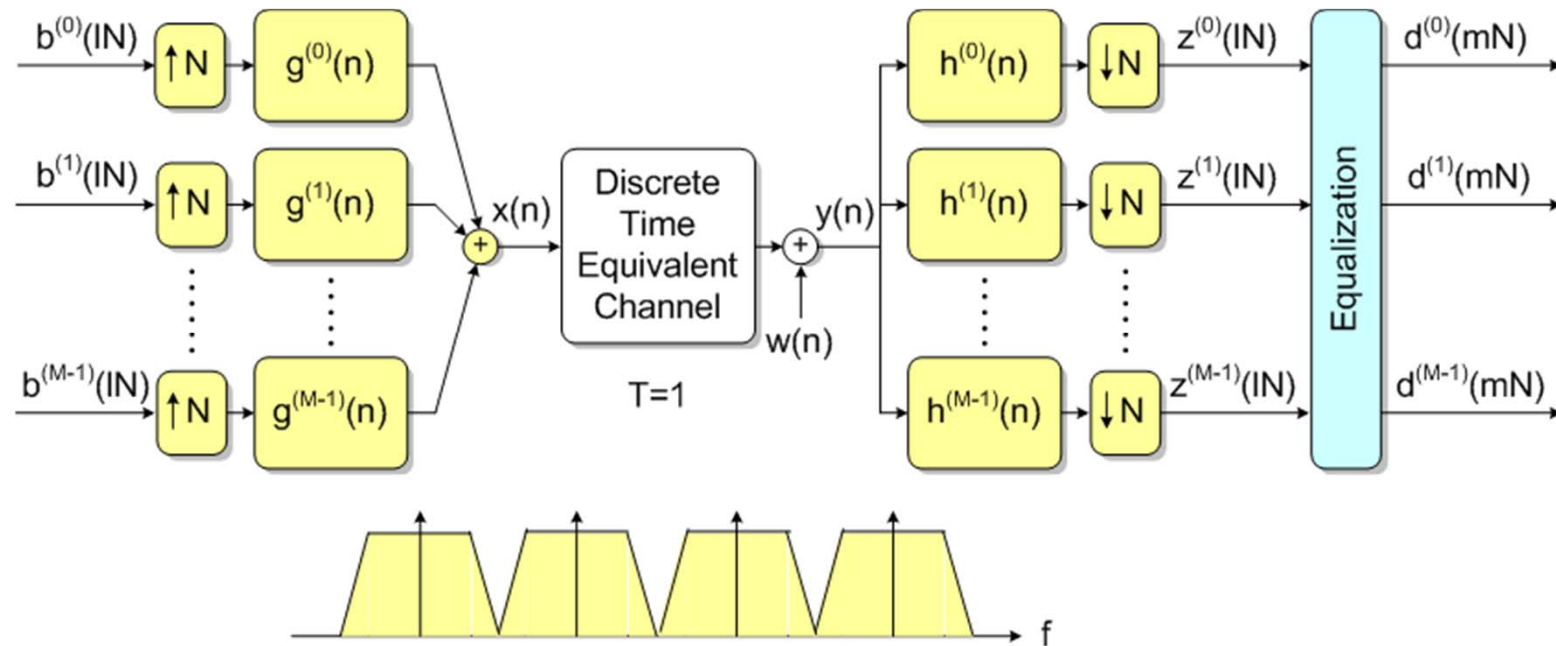 b^(0)(lN)
↑N
g^(0)(n)
h^(0)(n)
↓N
z^(0)(lN)
d^(0)(mN)
b^(1)(lN)
↑N
g^(1)(n)
x(n)
Discrete
Time
Equivalent
Channel
+
+
y(n)
w(n)
T=1
h^(1)(n)
↓N
z^(1)(lN)
Equalization
d^(1)(mN)
b^(M-1)(lN)
↑N
g^(M-1)(n)
h^(M-1)(n)
↓N
z^(M-1)(lN)
d^(M-1)(mN)
f